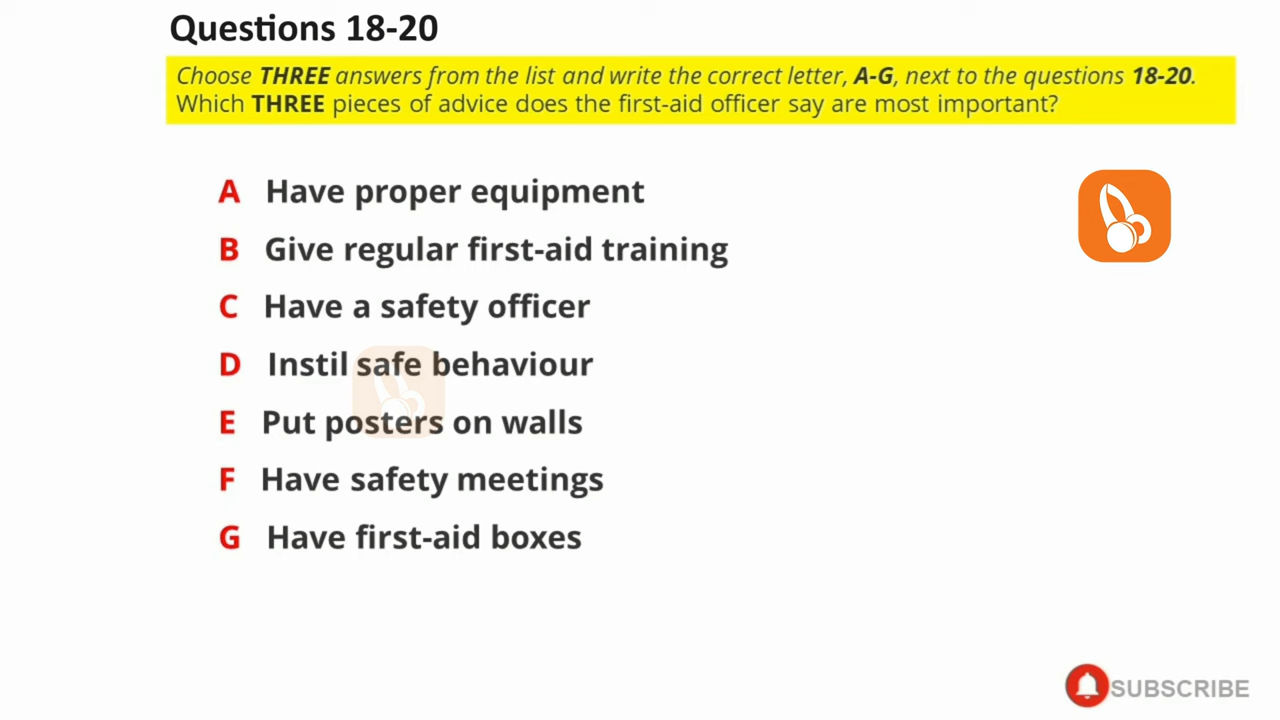 Questions 18-20
Choose THREE answers from the list and write the correct letter, A-G, next to the questions 18-20.
Which THREE pieces of advice does the first-aid officer say are most important?
A Have proper equipment
B Give regular first-aid training
C Have a safety officer
D Instil safe behaviour
E Put posters on walls
F Have safety meetings
G Have first-aid boxes
SUBSCRIBE